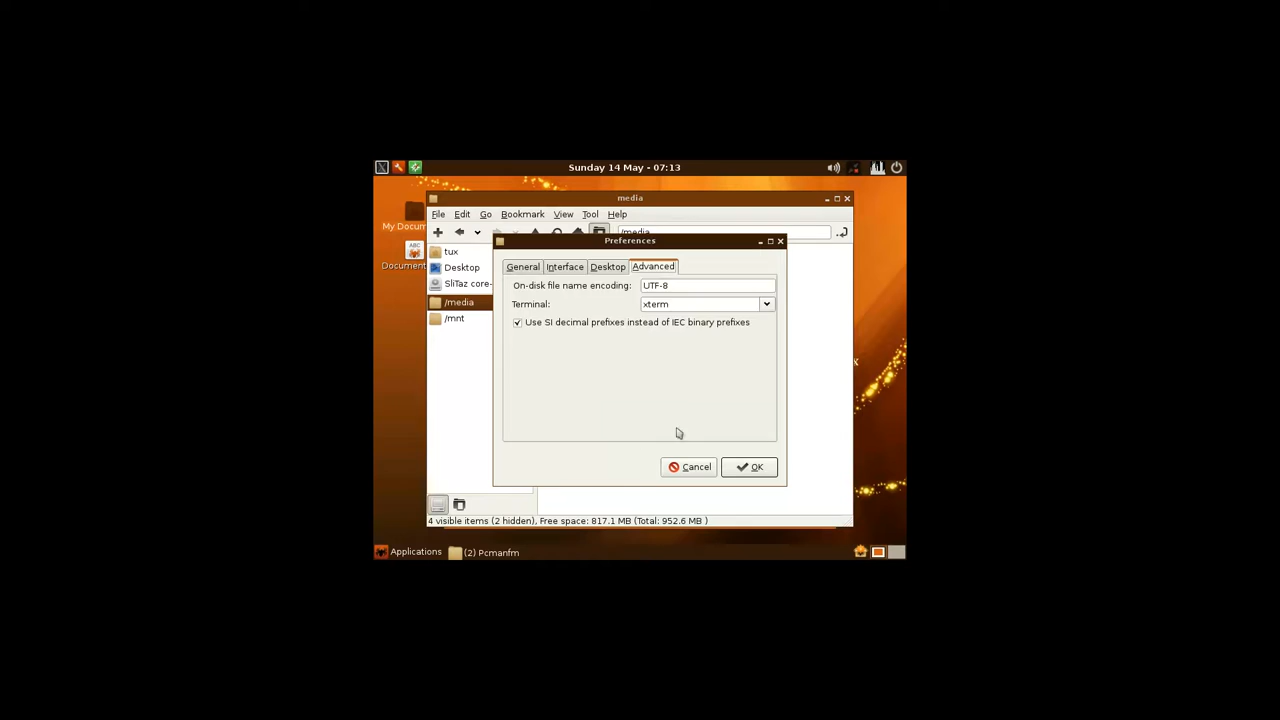 Sunday 14 May - 07:13
My Docum
Document
media
File Edit Go Bookmark View Tool Help
/media
tux
Desktop
SliTaz core-
/media
/mnt
Preferences
General Interface Desktop Advanced
On-disk file name encoding: UTF-8
Terminal: xterm
Use SI decimal prefixes instead of IEC binary prefixes
Cancel OK
4 visible items (2 hidden), Free space: 817.1 MB (Total: 952.6 MB )
Applications (2) Pcmanfm